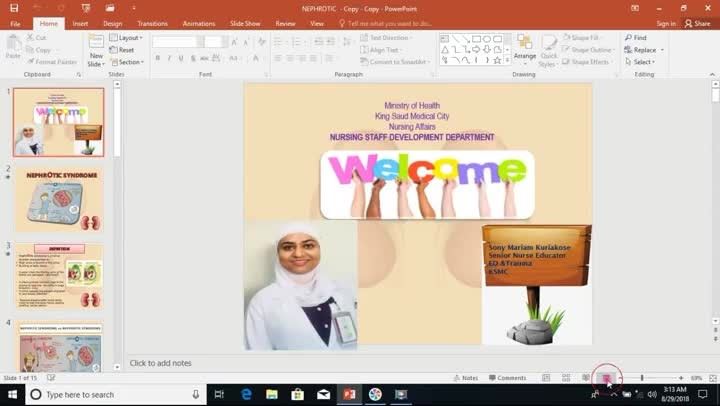 NEPHROTIC - Copy - Copy - PowerPoint
File
Home
Insert
Design
Transitions
Animations
Slide Show
Review
View
Tell me what you want to do...
Sign in
Share
Paste
Cut
Copy
Format Painter
Clipboard
New
Slide
Layout
Reset
Section
Slides
Font
Paragraph
Text Direction
Align Text
Convert to SmartArt
Arrange
Quick
Styles
Shape Fill
Shape Outline
Shape Effects
Drawing
Find
Replace
Select
Editing
1
Welcome
2
NEPHROTIC SYNDROME
3
DEFINITION
4
NEPHROTIC SYNDROME vs NEPHRITIC SYNDROME
Ministry of Health
King Saud Medical City
Nursing Affairs
NURSING STAFF DEVELOPMENT DEPARTMENT
Welcome
Sony Mariam Kuriakose
Senior Nurse Educator
ED &Trauma
KSMC
Click to add notes
Slide 1 of 15
Notes
Comments
69%
Type here to search
3:13 AM
8/29/2018